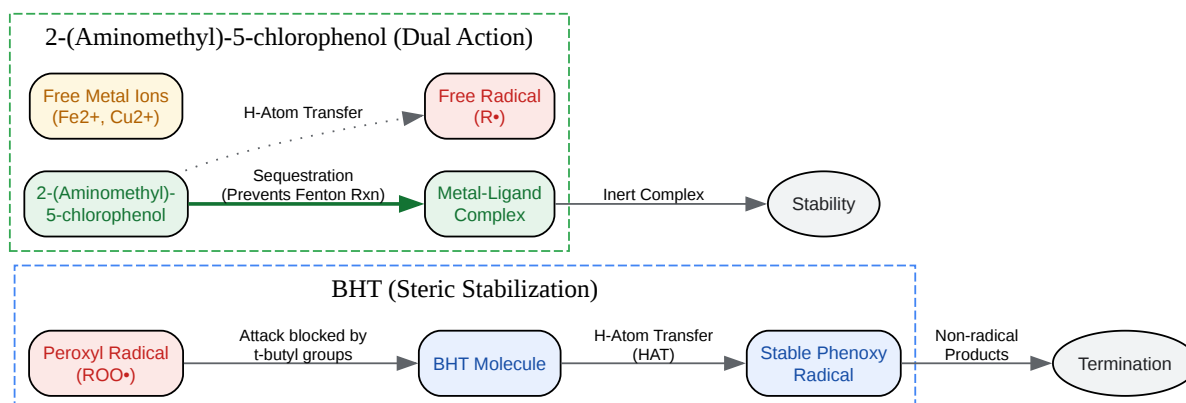 2-(Aminomethyl)-5-chlorophenol (Dual Action)
Free Metal Ions
(Fe2+, Cu2+)
H-Atom Transfer
Free Radical
(R•)
2-(Aminomethyl)-
5-chlorophenol
Sequestration
(Prevents Fenton Rxn)
Metal-Ligand
Complex
Inert Complex
Stability
BHT (Steric Stabilization)
Peroxyl Radical
(ROO•)
Attack blocked by
t-butyl groups
BHT Molecule
H-Atom Transfer
(HAT)
Stable Phenoxy
Radical
Non-radical
Products
Termination